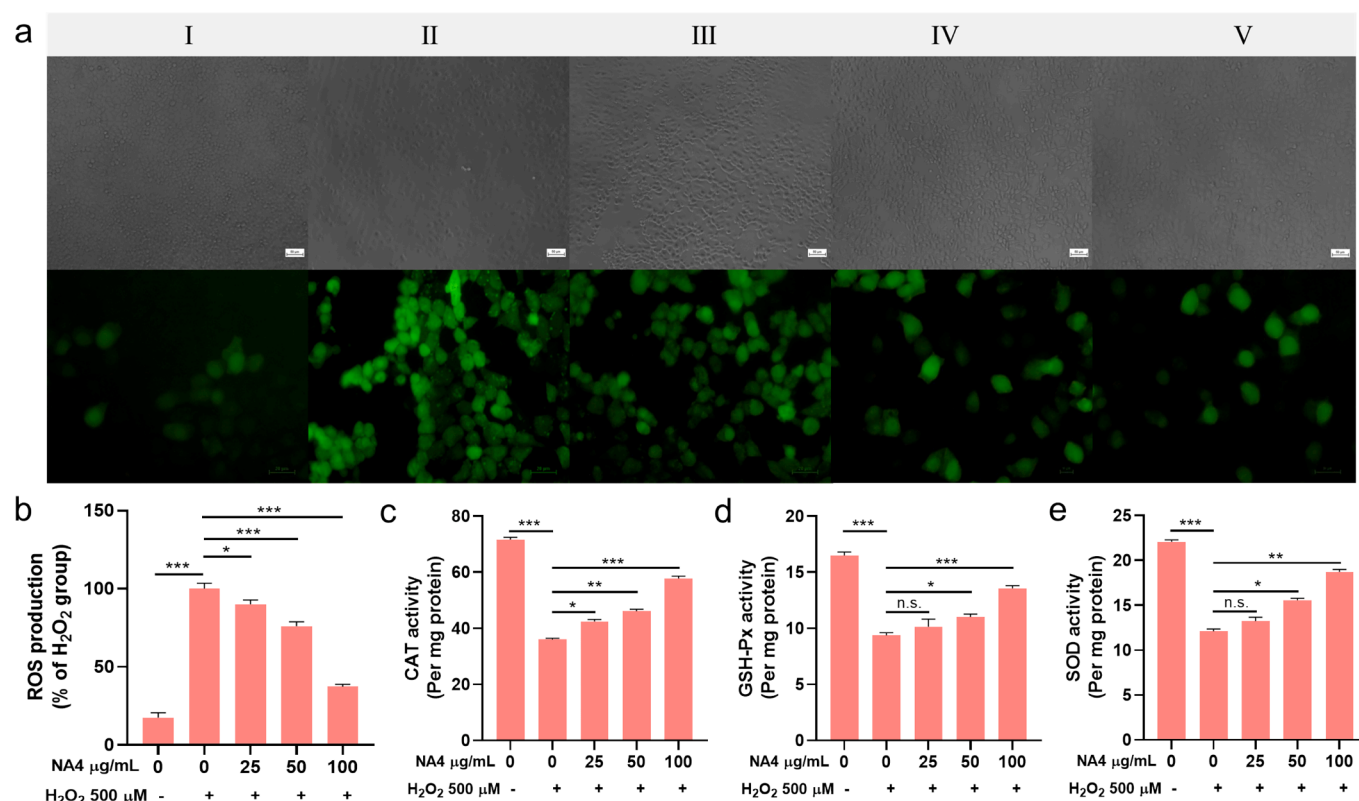 a
I II III IV V
b
ROS production
(% of H₂O₂ group)
150
100
50
0
***
***
***
*
NA4 µg/mL 0 0 25 50 100
H₂O₂ 500 µM - + + + +
c
CAT activity
(Per mg protein)
80
60
40
20
0
***
***
**
*
NA4 µg/mL 0 0 25 50 100
H₂O₂ 500 µM - + + + +
d
GSH-Px activity
(Per mg protein)
20
15
10
5
0
***
***
*
n.s.
NA4 µg/mL 0 0 25 50 100
H₂O₂ 500 µM - + + + +
e
SOD activity
(Per mg protein)
25
20
15
10
5
0
***
**
*
n.s.
NA4 µg/mL 0 0 25 50 100
H₂O₂ 500 µM - + + + +